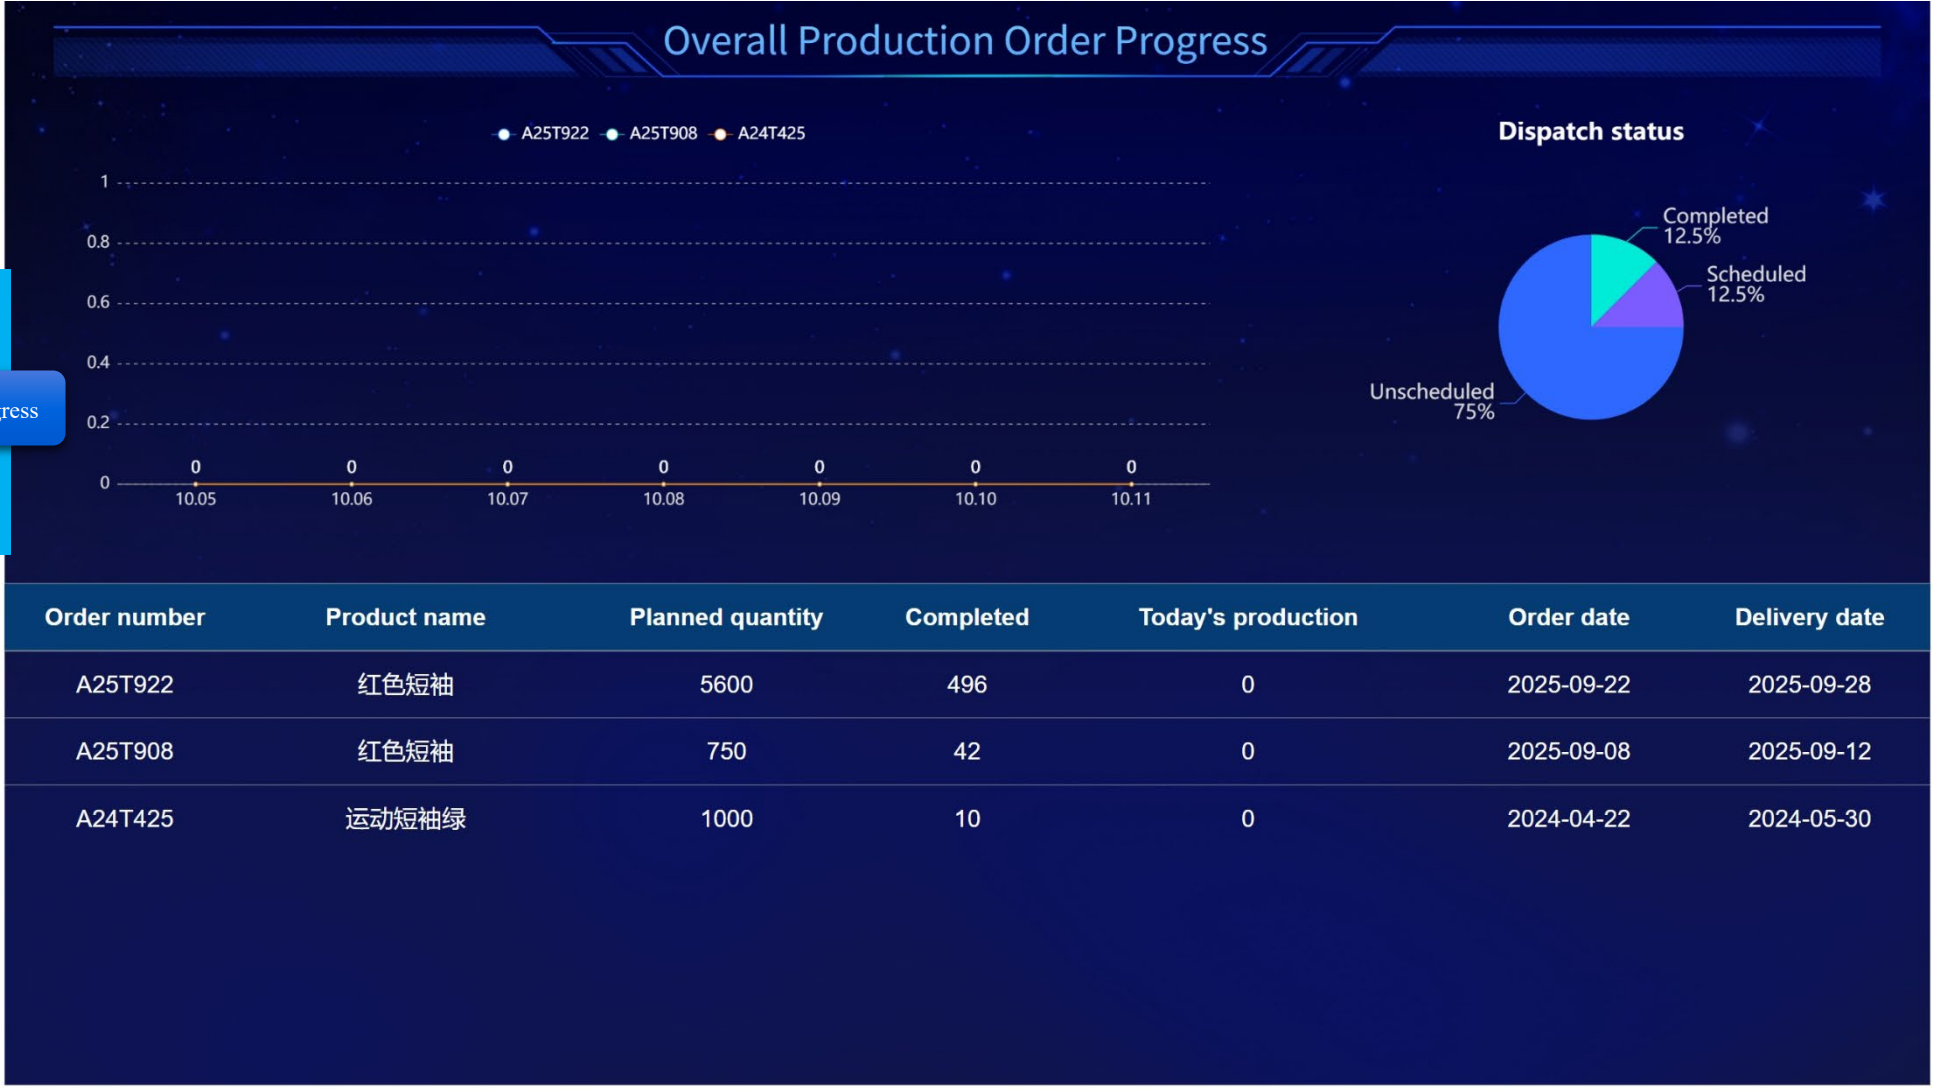 Overall Production Order Progress
A25T922 A25T908 A24T425
Dispatch status
1
0.8
0.6
0.4
0.2
0
0 0 0 0 0 0 0
10.05 10.06 10.07 10.08 10.09 10.10 10.11
Completed
12.5%
Scheduled
12.5%
Unscheduled
75%
gress
Order number Product name Planned quantity Completed Today's production Order date Delivery date
A25T922 红色短袖 5600 496 0 2025-09-22 2025-09-28
A25T908 红色短袖 750 42 0 2025-09-08 2025-09-12
A24T425 运动短袖绿 1000 10 0 2024-04-22 2024-05-30